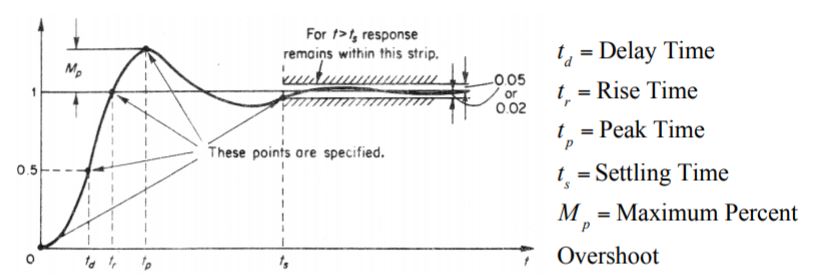 For t>tₛ response
remains within this strip.
Mₚ
1
0.05
or
0.02
These points are specified.
0.5
0
t_d
tᵣ
tₚ
tₛ
t
t_d = Delay Time
tᵣ = Rise Time
tₚ = Peak Time
tₛ = Settling Time
Mₚ = Maximum Percent
Overshoot